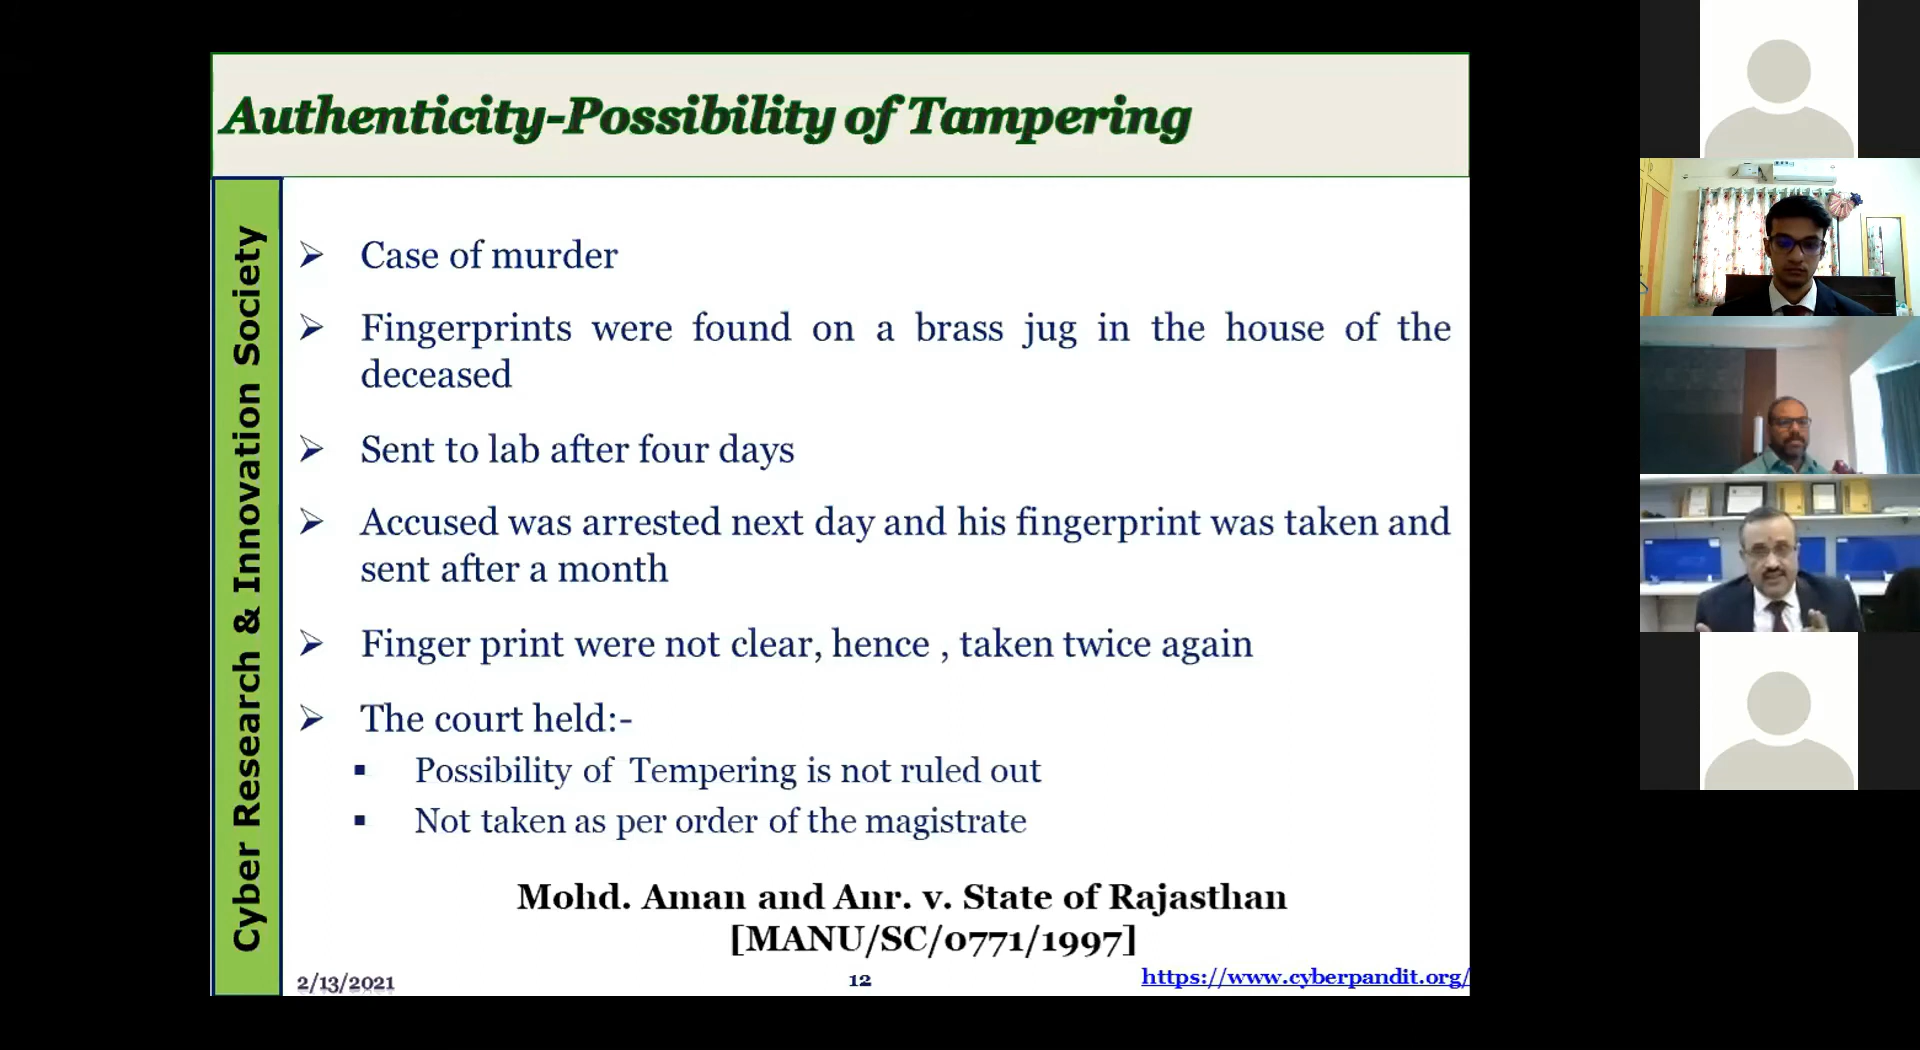 Authenticity-Possibility of Tampering
Cyber Research & Innovation Society
Case of murder
Fingerprints were found on a brass jug in the house of the
deceased
Sent to lab after four days
Accused was arrested next day and his fingerprint was taken and
sent after a month
Finger print were not clear, hence , taken twice again
The court held:-
Possibility of Tempering is not ruled out
Not taken as per order of the magistrate
Mohd. Aman and Anr. v. State of Rajasthan
[MANU/SC/0771/1997]
2/13/2021
12
https://www.cyberpandit.org/